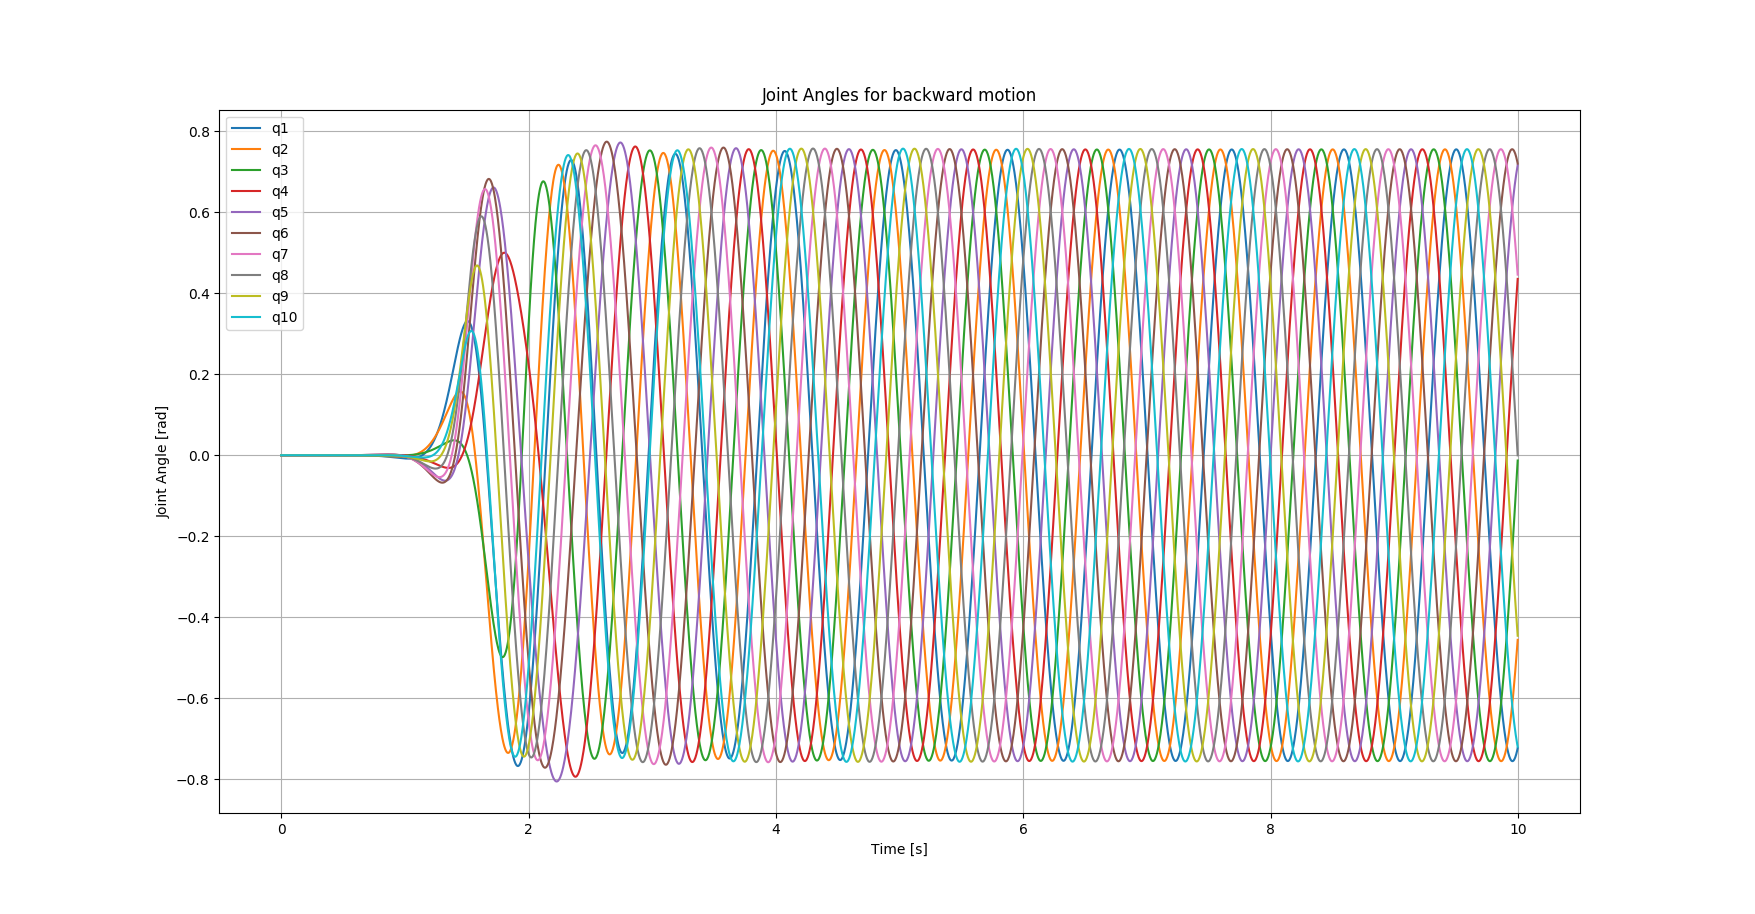 Joint Angles for backward motion
q1
q2
q3
q4
q5
q6
q7
q8
q9
q10
0.8
0.6
0.4
0.2
0.0
−0.2
−0.4
−0.6
−0.8
Joint Angle [rad]
0 2 4 6 8 10
Time [s]